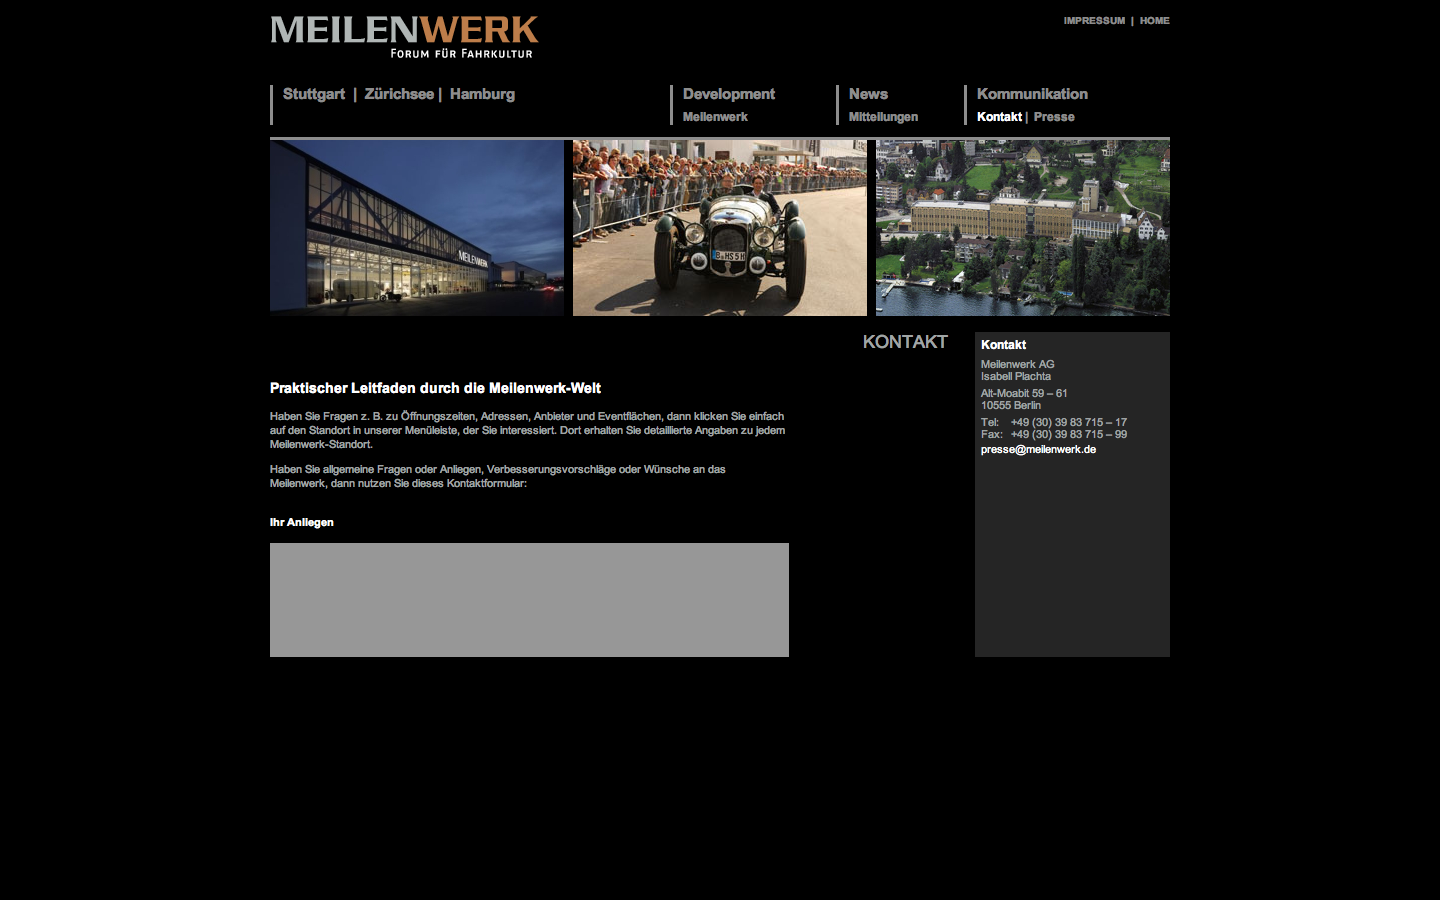 MEILENWERK
FORUM FÜR FAHRKULTUR
IMPRESSUM | HOME
Stuttgart | Zürichsee | Hamburg
Development
Meilenwerk
News
Mitteilungen
Kommunikation
Kontakt | Presse
MEILENWERK
B HS 5 H
KONTAKT
Praktischer Leitfaden durch die Meilenwerk-Welt
Haben Sie Fragen z. B. zu Öffnungszeiten, Adressen, Anbieter und Eventflächen, dann klicken Sie einfach
auf den Standort in unserer Menüleiste, der Sie interessiert. Dort erhalten Sie detaillierte Angaben zu jedem
Meilenwerk-Standort.
Haben Sie allgemeine Fragen oder Anliegen, Verbesserungsvorschläge oder Wünsche an das
Meilenwerk, dann nutzen Sie dieses Kontaktformular:
Ihr Anliegen
Kontakt
Meilenwerk AG
Isabell Plachta
Alt-Moabit 59 – 61
10555 Berlin
Tel: +49 (30) 39 83 715 – 17
Fax: +49 (30) 39 83 715 – 99
presse@meilenwerk.de